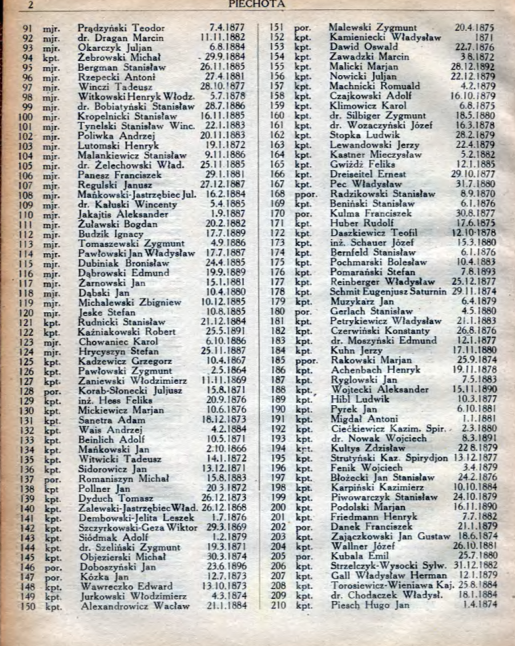 2 PIECHOTA
91 mjr. Prądzyński Teodor 7.4.1877
92 mjr. dr. Dragan Marcin 11.11.1882
93 mjr. Okarczyk Juljan 6.8.1884
94 kpt. Żebrowski Michał 29.9.1884
95 mjr. Bergman Stanisław 26.11.1885
96 mjr. Rzepecki Antoni 27.4.1881
97 mjr. Winczi Tadeusz 28.10.1877
98 mjr. Witkowski Henryk Włodz. 5.7.1878
99 mjr. dr. Bobiatyński Stanisław 28.7.1886
100 mjr. Kropelnicki Stanisław 16.11.1885
101 mjr. Tynelski Stanisław Winc. 22.1.1883
102 mjr. Poliwka Andrzej 20.11.1883
103 mjr. Lutomski Henryk 19.1.1872
104 mjr. Malankiewicz Stanisław 9.11.1886
105 mjr. dr. Żelechowski Wład. 25.11.1885
106 mjr. Panesz Franciszek 29.1.1881
107 mjr. Regulski Janusz 27.12.1887
108 mjr. Mańkowski-Jastrzębiec Jul. 16.2.1884
109 mjr. dr. Kałuski Wincenty 5.4.1885
110 mjr. Jakajtis Aleksander 1.9.1887
111 mjr. Żuławski Bogdan 20.2.1882
112 mjr. Budzik Ignacy 17.7.1889
113 mjr. Tomaszewski Zygmunt 4.9.1886
114 mjr. Pawłowski Jan Władysław 17.7.1887
115 mjr. Dubiniak Bronisław 24.4.1885
116 mjr. Dąbrowski Edmund 19.9.1889
117 mjr. Żarnowski Jan 15.1.1881
118 mjr. Dąbski Jan 10.4.1880
119 mjr. Michalewski Zbigniew 10.12.1885
120 mjr. Jeske Stefan 10.8.1885
121 kpt. Rudnicki Stanisław 21.12.1884
122 kpt. Kaźniakowski Robert 25.5.1891
123 mjr. Chowaniec Karol 6.10.1886
124 mjr. Hrycyszyn Stefan 25.11.1887
125 kpt. Kadzewicz Grzegorz 10.4.1867
126 kpt. Pawłowski Zygmunt 2.5.1864
127 kpt. Zaniewski Włodzimierz 11.11.1869
128 por. Korab-Słonecki Juljusz 15.8.1871
129 kpt. inż. Hess Feliks 20.9.1876
130 kpt. Mickiewicz Marjan 10.6.1876
131 kpt. Sanetra Adam 18.12.1873
132 kpt. Wais Andrzej 4.2.1884
133 kpt. Beinlich Adolf 10.5.1871
134 kpt. Mańkowski Jan 2.10.1866
135 kpt. Witwicki Tadeusz 14.1.1872
136 kpt. Sidorowicz Jan 13.12.1871
137 por. Romaniszyn Michał 15.8.1883
138 kpt. Pollner Jan 20.3.1872
139 kpt. Dyduch Tomasz 26.12.1873
140 kpt. Zalewski-Jastrzębiec Wład. 26.12.1868
141 kpt. Dembowski-Jelita Leszek 1.7.1876
142 kpt. Szczyrkowski-Geza Wiktor 29.3.1869
143 kpt. Siódmak Adolf 1.2.1879
144 kpt. dr. Szeliński Zygmunt 19.3.1871
145 kpt. Objezierski Michał 30.3.1874
146 por. Doboszyński Jan 23.6.1896
147 por. Kózka Jan 12.7.1873
148 kpt. Wawreczko Edward 13.10.1873
149 kpt. Jurkowski Włodzimierz 4.3.1874
150 kpt. Alexandrowicz Wacław 21.1.1884
151 por. Malewski Zygmunt 20.4.1875
152 kpt. Kamieniecki Władysław 1871
153 kpt. Dawid Oswald 22.7.1876
154 kpt. Zawadzki Marcin 3.8.1872
155 kpt. Malicki Marjan 28.12.1892
156 kpt. Nowicki Juljan 22.12.1879
157 kpt. Machnicki Romuald 4.2.1879
158 kpt. Czajkowski Adolf 16.10.1879
159 kpt. Klimowicz Karol 6.8.1875
160 kpt. dr. Silbiger Zygmunt 18.5.1880
161 kpt. dr. Wozaczyński Józef 16.3.1878
162 kpt. Stopka Ludwik 28.2.1879
163 kpt. Lewandowski Jerzy 22.4.1879
164 kpt. Kastner Mieczysław 5.2.1882
165 kpt. Gwiżdż Feliks 12.1.1885
166 kpt. Dreiseitel Ernest 29.10.1877
167 kpt. Pec Władysław 31.7.1880
168 ppor. Radzikowski Stanisław 8.9.1870
169 kpt. Beniński Stanisław 6.1.1876
170 por. Kulma Franciszek 30.8.1877
171 kpt. Huber Rudolf 17.6.1875
172 kpt. Daszkiewicz Teofil 12.10.1878
173 kpt. inż. Schauer Józef 15.3.1880
174 kpt. Bernfeld Stanisław 6.1.1876
175 kpt. Pochmarski Bolesław 10.4.1883
176 kpt. Pomarański Stefan 7.8.1893
177 kpt. Reinberger Władysław 25.12.1877
178 kpt. Schmir Eugenjusz Saturnin 29.11.1874
179 kpt. Muzykarz Jan 6.4.1879
180 por. Gerlach Stanisław 4.5.1880
181 kpt. Petrykiewicz Władysław 21.1.1883
182 kpt. Czerwiński Konstanty 26.8.1876
183 kpt. dr. Moszyński Edmund 12.1.1877
184 kpt. Kuhn Jerzy 17.11.1880
185 ppor. Rakowski Marjan 25.9.1874
186 kpt. Achenbach Henryk 19.11.1878
187 kpt. Ryglowski Jan 7.5.1883
188 kpt. Wojtecki Aleksander 15.11.1890
189 kpt. Hibl Ludwik 10.3.1877
190 kpt. Pyrek Jan 6.10.1881
191 kpt. Migdał Antoni 1.1.1881
192 kpt. Ciećkiewicz Kazim. Spir. 2.3.1880
193 kpt. dr. Nowak Wojciech 8.3.1891
194 kpt. Kultys Zdzisław 22.8.1879
195 kpt. Strutyński Kaz. Spirydjon 13.12.1877
196 kpt. Fenik Wojciech 3.4.1879
197 kpt. Błożecki Jan Stanisław 24.2.1876
198 kpt. Karpiński Kazimierz 10.10.1884
199 kpt. Piwowarczyk Stanisław 24.10.1879
200 kpt. Podolski Marjan 16.11.1890
201 kpt. Friedmann Henryk 7.7.1882
202 por. Danek Franciszek 21.1.1879
203 kpt. Zajączkowski Jan Gustaw 18.6.1874
204 kpt. Wallner Józef 26.10.1881
205 por. Kubala Emil 25.7.1880
206 kpt. Strzelczyk-Wysocki Sylw. 31.12.1882
207 kpt. Gall Władysław Herman 12.1.1879
208 kpt. Torosiewicz-Wieniawa Kaj. 25.8.1884
209 kpt. dr. Chodaczek Władysł. 18.1.1884
210 kpt. Piesch Hugo Jan 1.4.1874